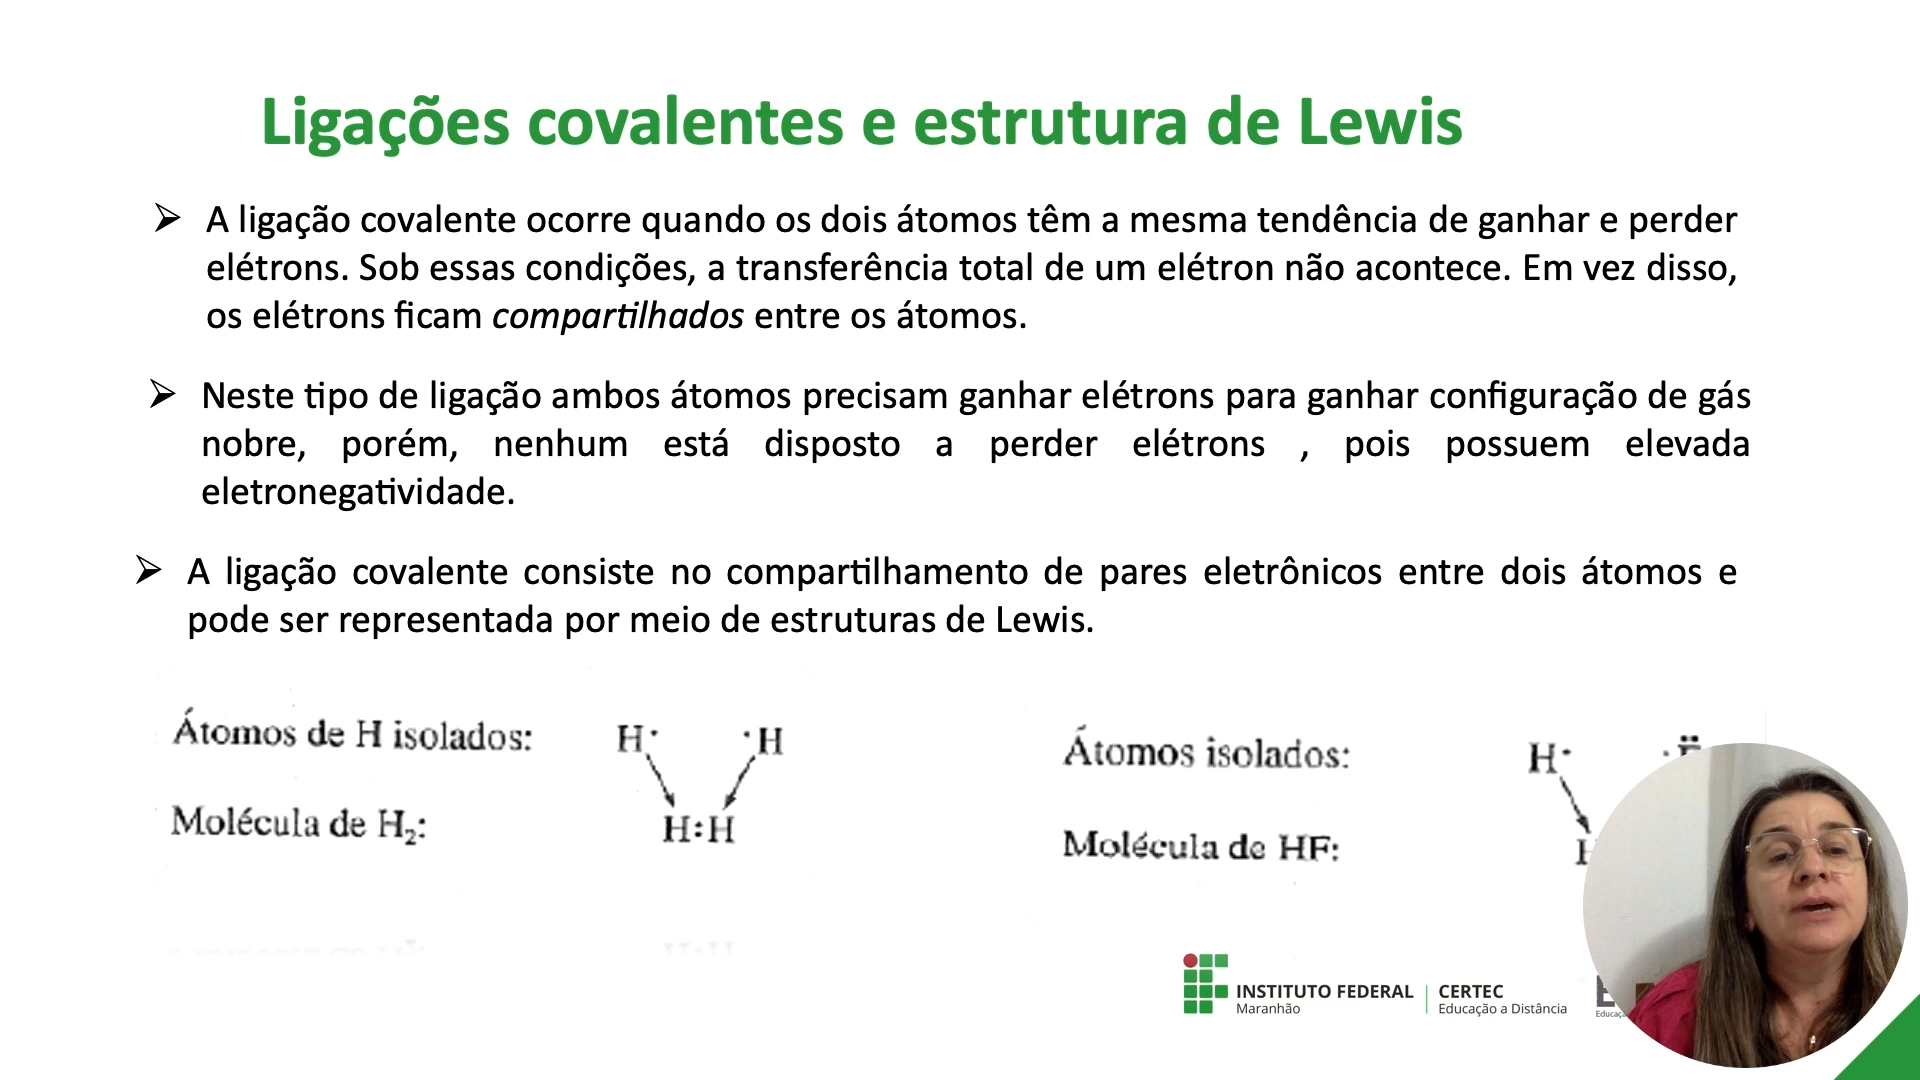 Ligações covalentes e estrutura de Lewis
A ligação covalente ocorre quando os dois átomos têm a mesma tendência de ganhar e perder
elétrons. Sob essas condições, a transferência total de um elétron não acontece. Em vez disso,
os elétrons ficam compartilhados entre os átomos.
Neste tipo de ligação ambos átomos precisam ganhar elétrons para ganhar configuração de gás
nobre, porém, nenhum está disposto a perder elétrons , pois possuem elevada
eletronegatividade.
A ligação covalente consiste no compartilhamento de pares eletrônicos entre dois átomos e
pode ser representada por meio de estruturas de Lewis.
Átomos de H isolados: H· ·H
Molécula de H₂: H:H
Átomos isolados: H·
Molécula de HF: H
INSTITUTO FEDERAL
Maranhão
CERTEC
Educação a Distância